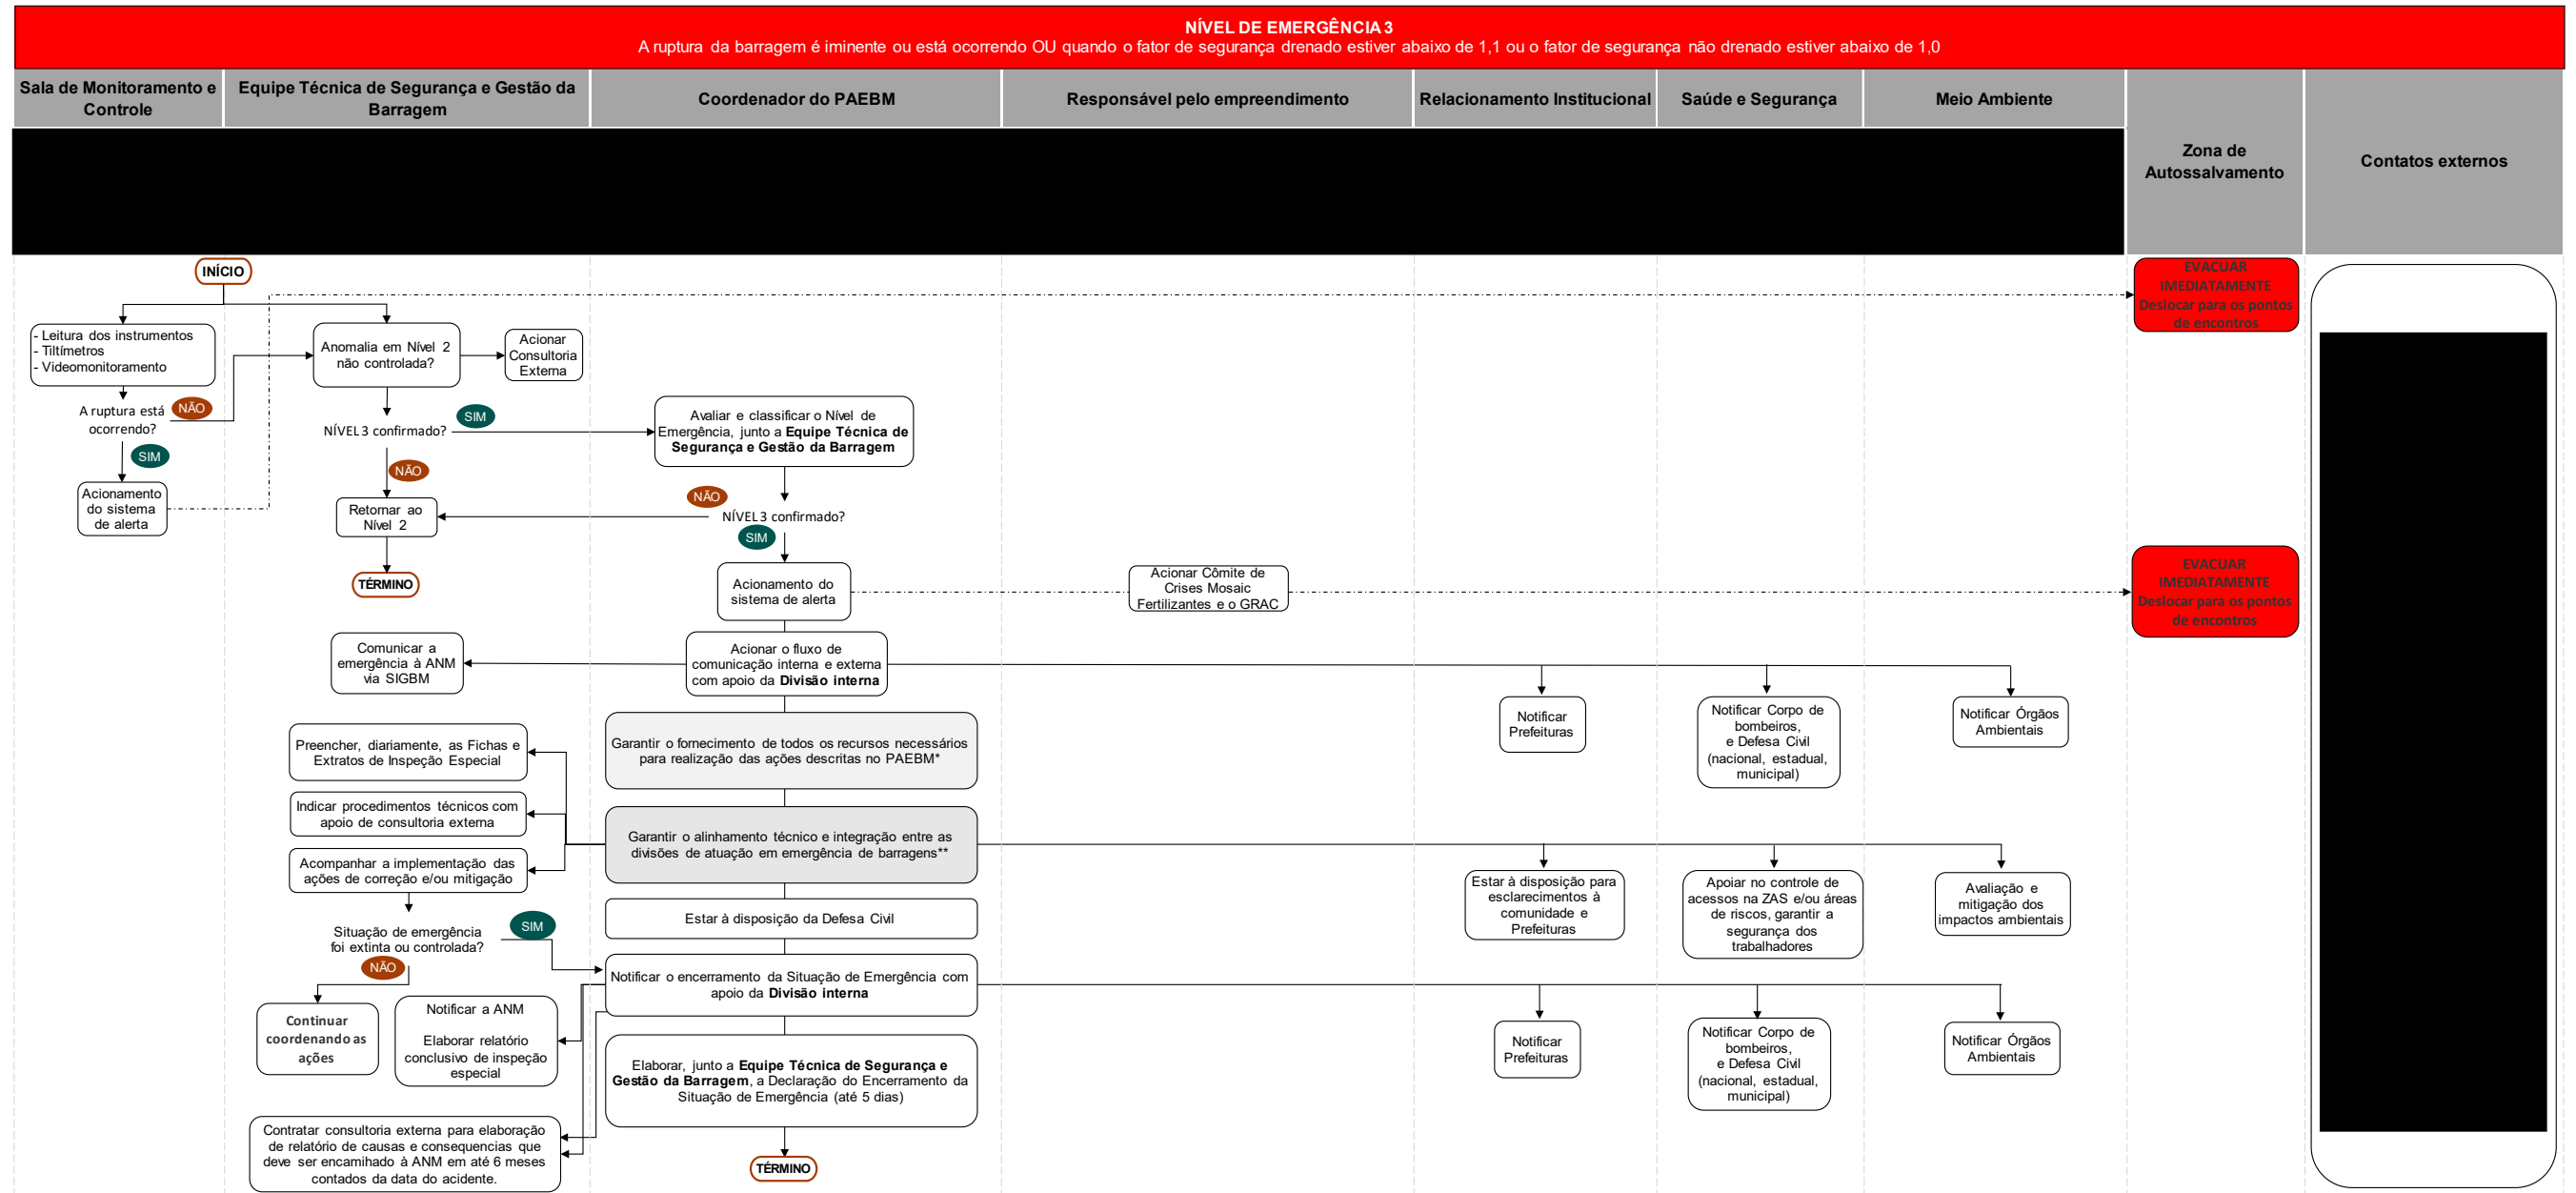 NÍVEL DE EMERGÊNCIA 3
A ruptura da barragem é iminente ou está ocorrendo OU quando o fator de segurança drenado estiver abaixo de 1,1 ou o fator de segurança não drenado estiver abaixo de 1,0
Sala de Monitoramento e
Controle
Equipe Técnica de Segurança e Gestão da
Barragem
Coordenador do PAEBM
Responsável pelo empreendimento
Relacionamento Institucional
Saúde e Segurança
Meio Ambiente
Zona de
Autossalvamento
Contatos externos
INÍCIO
EVACUAR
IMEDIATAMENTE
Deslocar para os pontos
de encontros
- Leitura dos instrumentos
- Tiltímetros
- Videomonitoramento
Anomalia em Nível 2
não controlada?
Acionar
Consultoria
Externa
A ruptura está
ocorrendo?
NÃO
SIM
NÍVEL 3 confirmado?
SIM
NÃO
Avaliar e classificar o Nível de
Emergência, junto a Equipe Técnica de
Segurança e Gestão da Barragem
Acionamento
do sistema
de alerta
Retornar ao
Nível 2
NÃO
NÍVEL 3 confirmado?
SIM
TÉRMINO
Acionamento do
sistema de alerta
Acionar Cômite de
Crises Mosaic
Fertilizantes e o GRAC
EVACUAR
IMEDIATAMENTE
Deslocar para os pontos
de encontros
Comunicar a
emergência à ANM
via SIGBM
Acionar o fluxo de
comunicação interna e externa
com apoio da Divisão interna
Notificar
Prefeituras
Notificar Corpo de
bombeiros,
e Defesa Civil
(nacional, estadual,
municipal)
Notificar Órgãos
Ambientais
Preencher, diariamente, as Fichas e
Extratos de Inspeção Especial
Garantir o fornecimento de todos os recursos necessários
para realização das ações descritas no PAEBM*
Indicar procedimentos técnicos com
apoio de consultoria externa
Garantir o alinhamento técnico e integração entre as
divisões de atuação em emergência de barragens**
Acompanhar a implementação das
ações de correção e/ou mitigação
Estar à disposição para
esclarecimentos à
comunidade e
Prefeituras
Apoiar no controle de
acessos na ZAS e/ou áreas
de riscos, garantir a
segurança dos
trabalhadores
Avaliação e
mitigação dos
impactos ambientais
Estar à disposição da Defesa Civil
Situação de emergência
foi extinta ou controlada?
SIM
NÃO
Notificar o encerramento da Situação de Emergência com
apoio da Divisão interna
Continuar
coordenando as
ações
Notificar a ANM
Elaborar relatório
conclusivo de inspeção
especial
Notificar
Prefeituras
Notificar Corpo de
bombeiros,
e Defesa Civil
(nacional, estadual,
municipal)
Notificar Órgãos
Ambientais
Elaborar, junto a Equipe Técnica de Segurança e
Gestão da Barragem, a Declaração do Encerramento da
Situação de Emergência (até 5 dias)
Contratar consultoria externa para elaboração
de relatório de causas e consequencias que
deve ser encamihado à ANM em até 6 meses
contados da data do acidente.
TÉRMINO